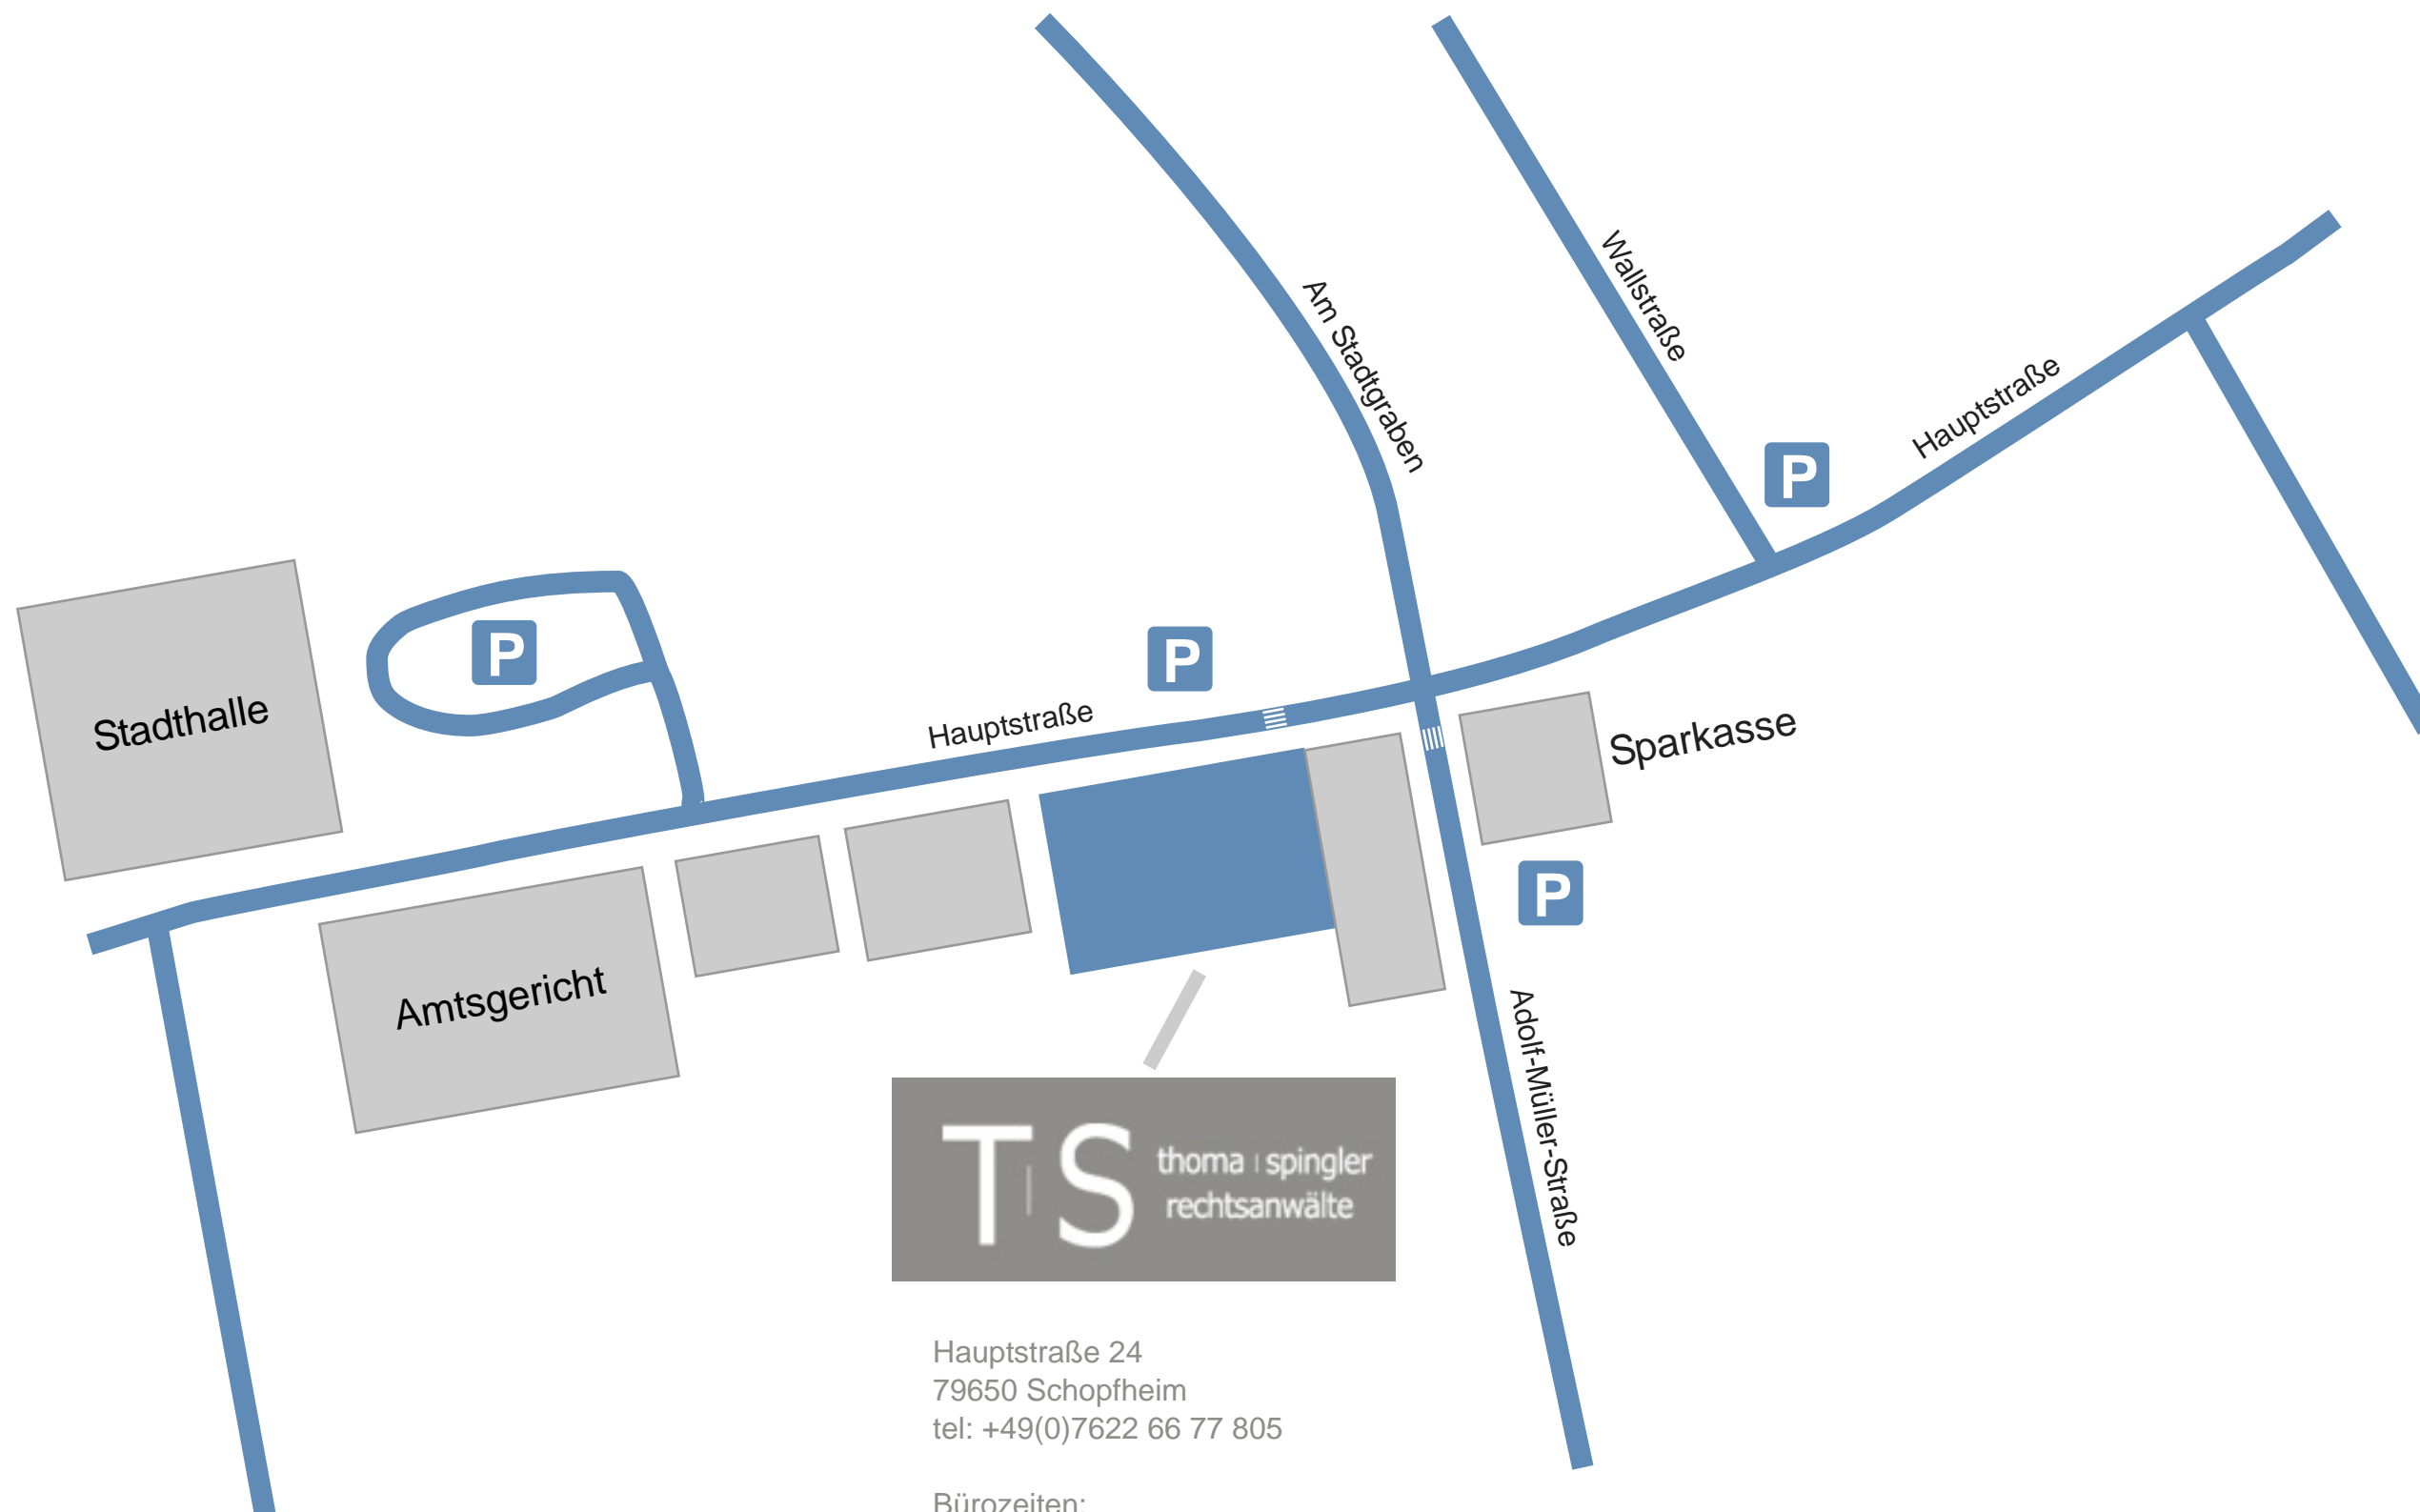 Am Stadtgraben
Wallstraße
Hauptstraße
P
P
P
Stadthalle
Hauptstraße
Sparkasse
P
Amtsgericht
Adolf-Müller-Straße
T|S
thoma | spingler
rechtsanwälte
Hauptstraße 24
79650 Schopfheim
tel: +49(0)7622 66 77 805
Bürozeiten: